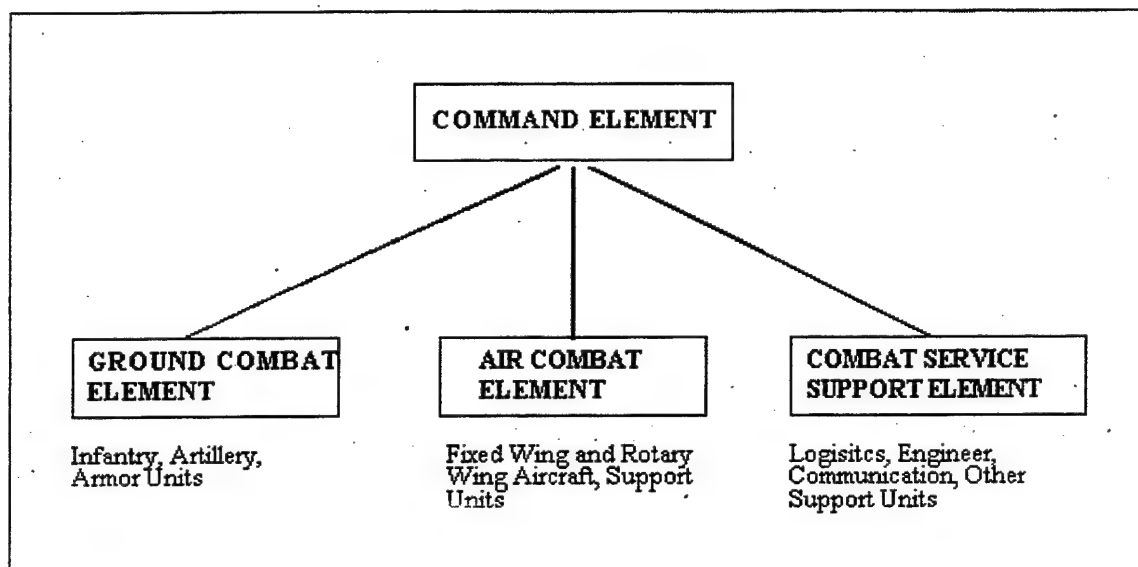 COMMAND ELEMENT
GROUND COMBAT
ELEMENT
Infantry, Artillery,
Armor Units
AIR COMBAT
ELEMENT
Fixed Wing and Rotary
Wing Aircraft, Support
Units
COMBAT SERVICE
SUPPORT ELEMENT
Logisitcs, Engineer,
Communication, Other
Support Units